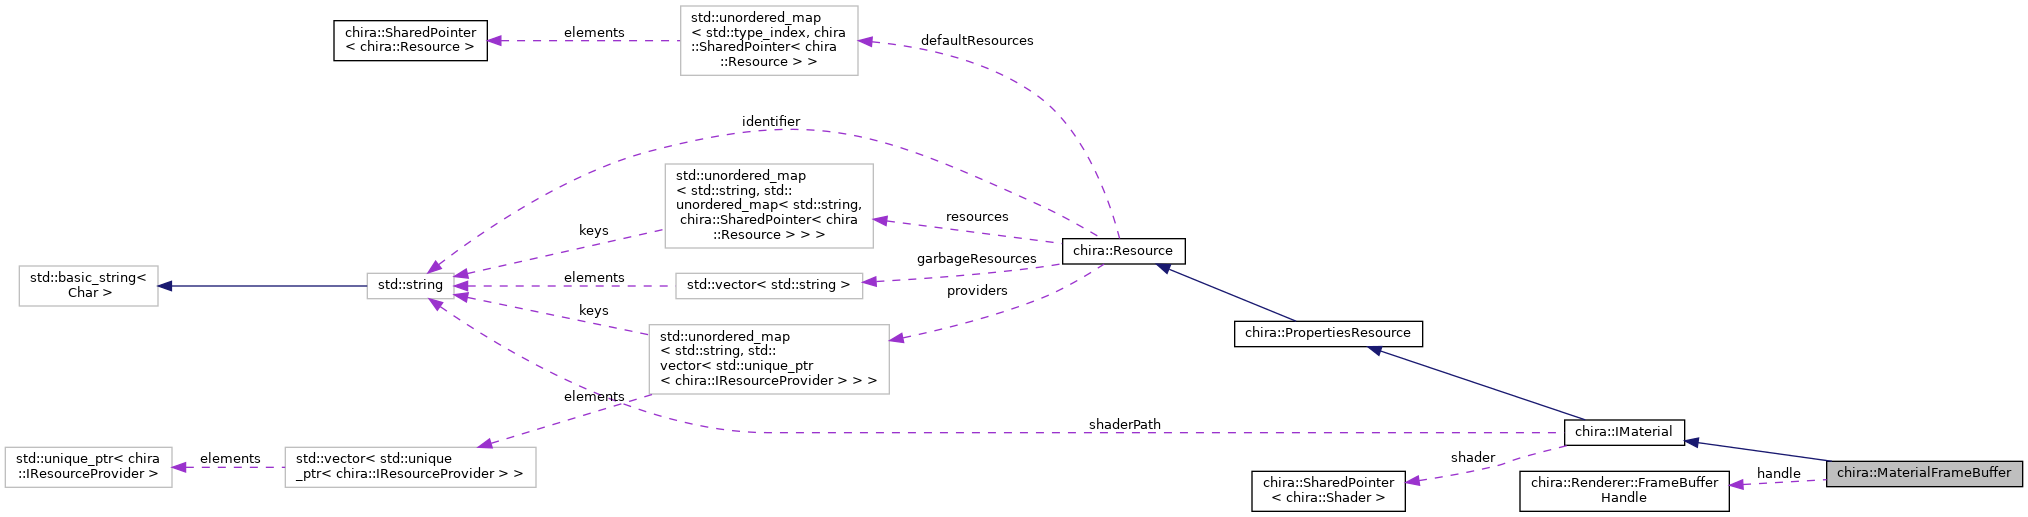 std::unordered_map
< std::type_index, chira
::SharedPointer< chira
::Resource > >
chira::SharedPointer
< chira::Resource >
elements
defaultResources
identifier
std::unordered_map
< std::string, std::
unordered_map< std::string,
chira::SharedPointer< chira
::Resource > > >
resources
keys
chira::Resource
std::basic_string<
Char >
std::string
elements
std::vector< std::string >
garbageResources
providers
keys
std::unordered_map
< std::string, std::
vector< std::unique_ptr
< chira::IResourceProvider > > >
chira::PropertiesResource
elements
shaderPath
chira::IMaterial
std::unique_ptr< chira
::IResourceProvider >
elements
std::vector< std::unique
_ptr< chira::IResourceProvider > >
shader
chira::SharedPointer
< chira::Shader >
chira::Renderer::FrameBuffer
Handle
handle
chira::MaterialFrameBuffer